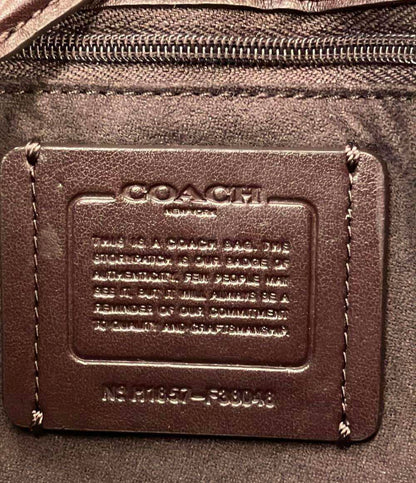 COACH
NEW YORK
THIS IS A COACH BAG. THE
STORYPATCH IS OUR BADGE OF
AUTHENTICITY. FEW PEOPLE MAY
SEE IT, BUT IT WILL ALWAYS BE A
REMINDER OF OUR COMMITMENT
TO QUALITY AND CRAFTSMANSHIP.